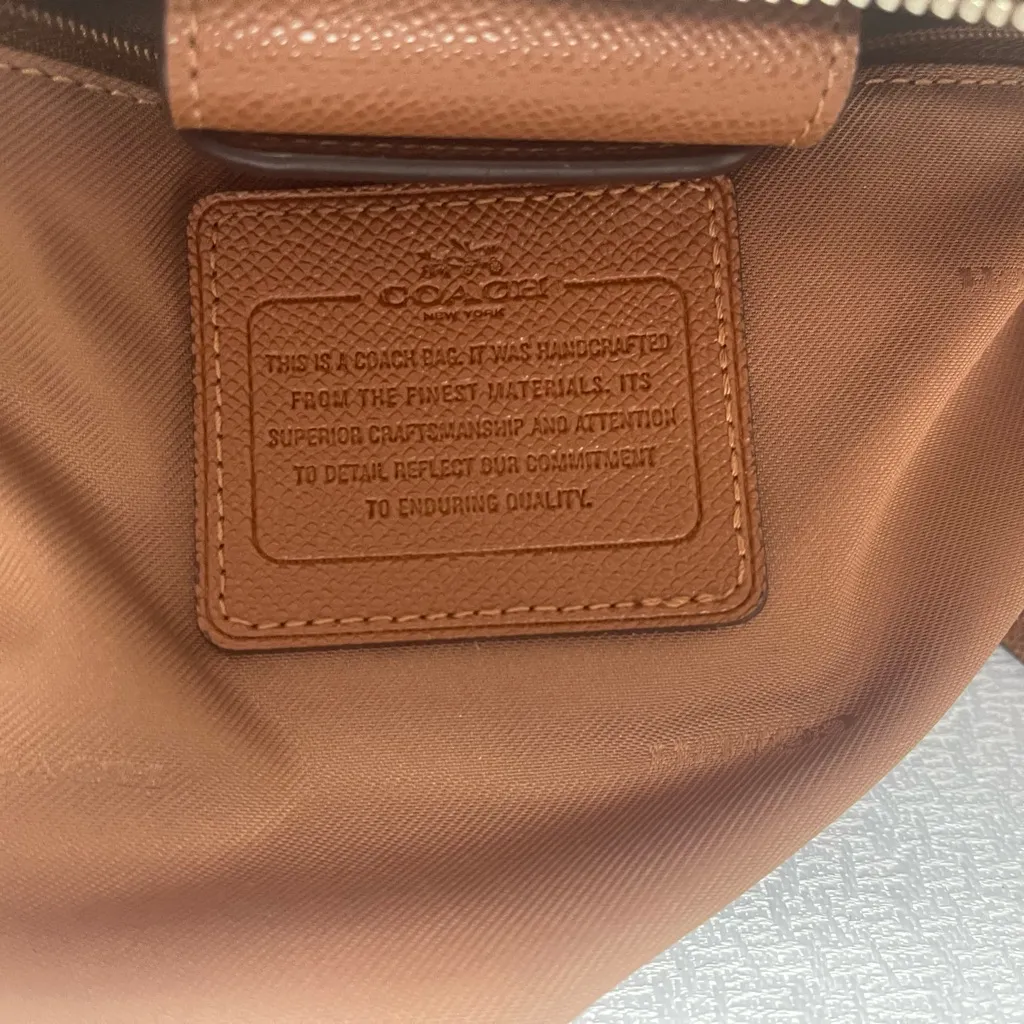 COACH
NEW YORK
THIS IS A COACH BAG. IT WAS HANDCRAFTED
FROM THE FINEST MATERIALS. ITS
SUPERIOR CRAFTSMANSHIP AND ATTENTION
TO DETAIL REFLECT OUR COMMITMENT
TO ENDURING QUALITY.